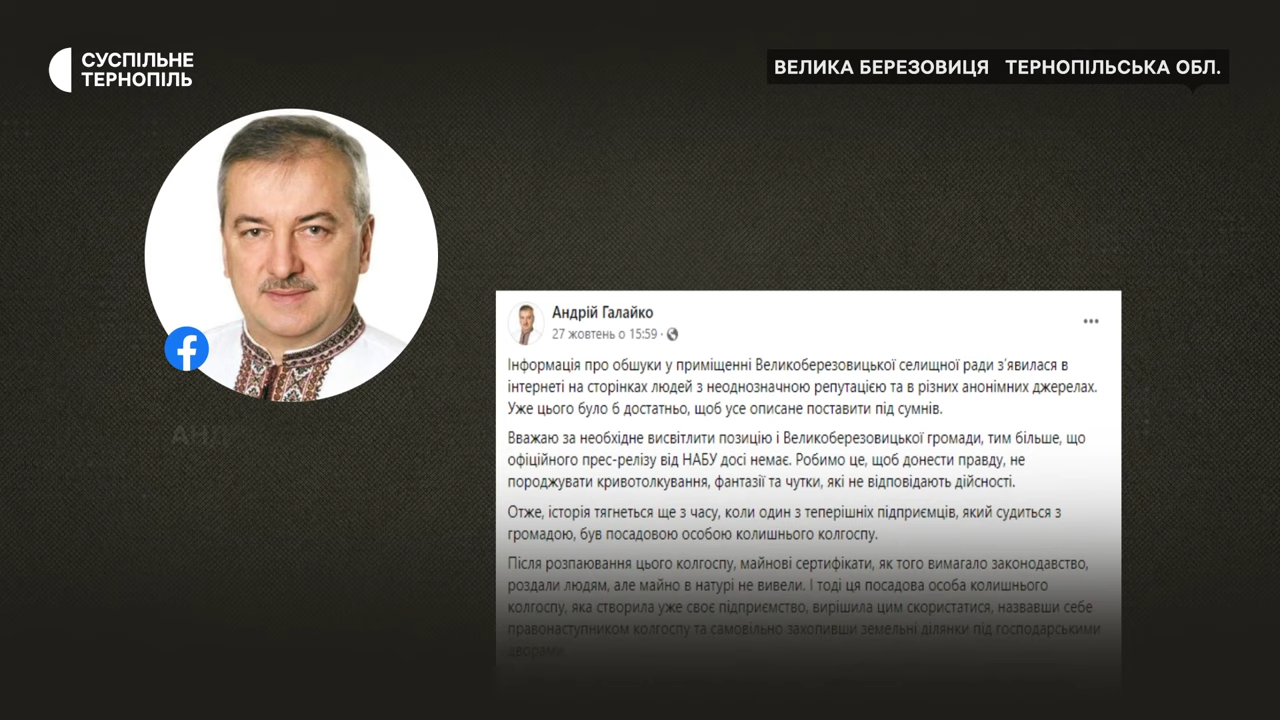 СУСПІЛЬНЕ
ТЕРНОПІЛЬ
ВЕЛИКА БЕРЕЗОВИЦЯ ТЕРНОПІЛЬСЬКА ОБЛ.
АНД
Андрій Галайко
27 жовтень о 15:59 ·
Інформація про обшуки у приміщенні Великоберезовицької селищної ради з'явилася в
інтернеті на сторінках людей з неоднозначною репутацією та в різних анонімних джерелах.
Уже цього було б достатньо, щоб усе описане поставити під сумнів.
Вважаю за необхідне висвітлити позицію і Великоберезовицької громади, тим більше, що
офіційного прес-релізу від НАБУ досі немає. Робимо це, щоб донести правду, не
породжувати кривотолкування, фантазії та чутки, які не відповідають дійсності.
Отже, історія тягнеться ще з часу, коли один з теперішніх підприємців, який судиться з
громадою, був посадовою особою колишнього колгоспу.
Після розпаювання цього колгоспу, майнові сертифікати, як того вимагало законодавство,
роздали людям, але майно в натурі не вивели. І тоді ця посадова особа колишнього
колгоспу, яка створила уже своє підприємство, вирішила цим скористатися, назвавши себе
правонаступником колгоспу та самовільно захопивши земельні ділянки під господарськими
дворами.